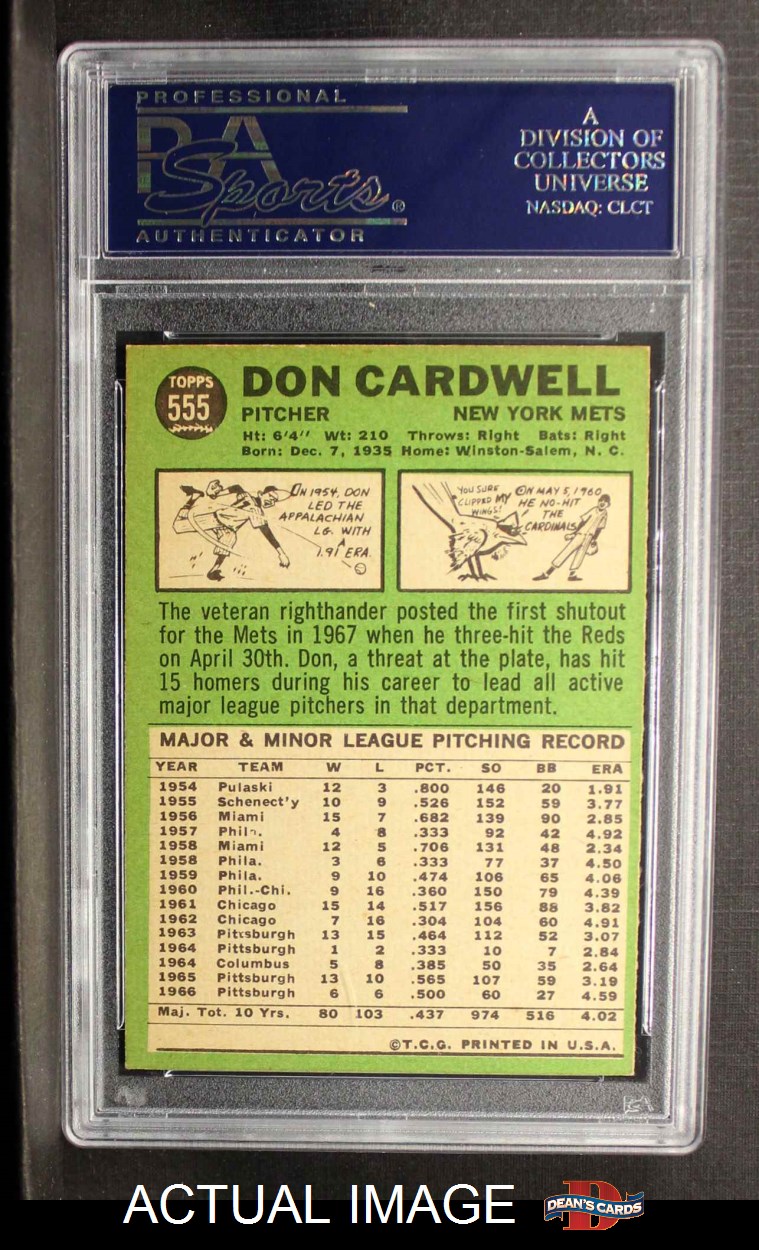 PROFESSIONAL
PSA
Sports®
AUTHENTICATOR
A
DIVISION OF
COLLECTORS
UNIVERSE
NASDAQ: CLCT
TOPPS
555
DON CARDWELL
PITCHER NEW YORK METS
Ht: 6'4'' Wt: 210 Throws: Right Bats: Right
Born: Dec. 7, 1935 Home: Winston-Salem, N. C.
ON 1954, DON
LED THE
APPALACHIAN
LG. WITH
A
1.91 ERA.
YOU SURE
CLIPPED MY
WINGS!
ON MAY 5, 1960
HE NO-HIT
THE
CARDINALS
The veteran righthander posted the first shutout
for the Mets in 1967 when he three-hit the Reds
on April 30th. Don, a threat at the plate, has hit
15 homers during his career to lead all active
major league pitchers in that department.
MAJOR & MINOR LEAGUE PITCHING RECORD
YEAR TEAM W L PCT. SO BB ERA
1954 Pulaski 12 3 .800 146 20 1.91
1955 Schenect'y 10 9 .526 152 59 3.77
1956 Miami 15 7 .682 139 90 2.85
1957 Phila. 4 8 .333 92 42 4.92
1958 Miami 12 5 .706 131 48 2.34
1958 Phila. 3 6 .333 77 37 4.50
1959 Phila. 9 10 .474 106 65 4.06
1960 Phil.-Chi. 9 16 .360 150 79 4.39
1961 Chicago 15 14 .517 156 88 3.82
1962 Chicago 7 16 .304 104 60 4.91
1963 Pittsburgh 13 15 .464 112 52 3.07
1964 Pittsburgh 1 2 .333 10 7 2.84
1964 Columbus 5 8 .385 50 35 2.64
1965 Pittsburgh 13 10 .565 107 59 3.19
1966 Pittsburgh 6 6 .500 60 27 4.59
Maj. Tot. 10 Yrs. 80 103 .437 974 516 4.02
©T.C.G. PRINTED IN U.S.A.
PSA
ACTUAL IMAGE
D
DEAN'S CARDS